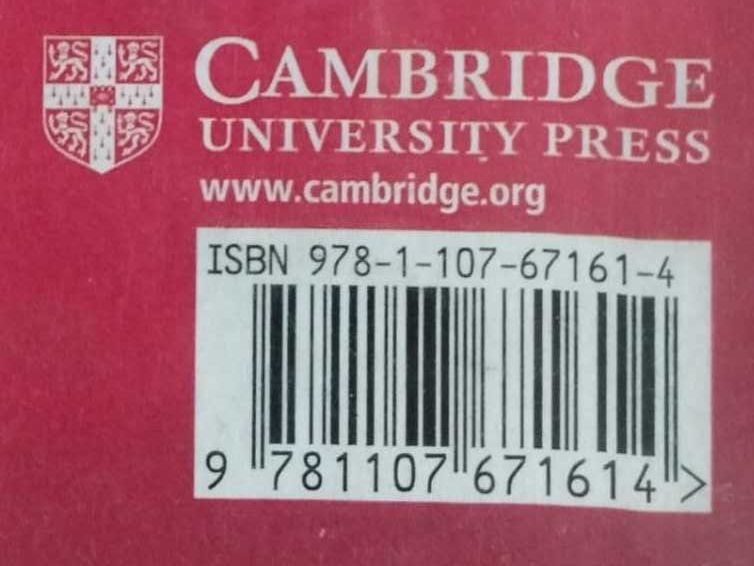 CAMBRIDGE
UNIVERSITY PRESS
www.cambridge.org
ISBN 978-1-107-67161-4
9 781107 671614 >